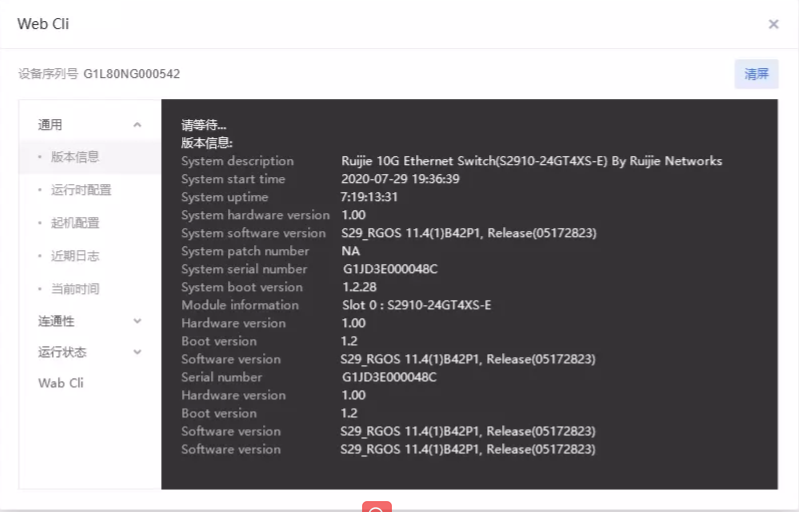 Web Cli
设备序列号 G1L80NG000542
清屏
通用
版本信息
运行时配置
起机配置
近期日志
当前时间
连通性
运行状态
Wab Cli
请等待...
版本信息:
System description Ruijie 10G Ethernet Switch(S2910-24GT4XS-E) By Ruijie Networks
System start time 2020-07-29 19:36:39
System uptime 7:19:13:31
System hardware version 1.00
System software version S29_RGOS 11.4(1)B42P1, Release(05172823)
System patch number NA
System serial number G1JD3E000048C
System boot version 1.2.28
Module information Slot 0 : S2910-24GT4XS-E
Hardware version 1.00
Boot version 1.2
Software version S29_RGOS 11.4(1)B42P1, Release(05172823)
Serial number G1JD3E000048C
Hardware version 1.00
Boot version 1.2
Software version S29_RGOS 11.4(1)B42P1, Release(05172823)
Software version S29_RGOS 11.4(1)B42P1, Release(05172823)